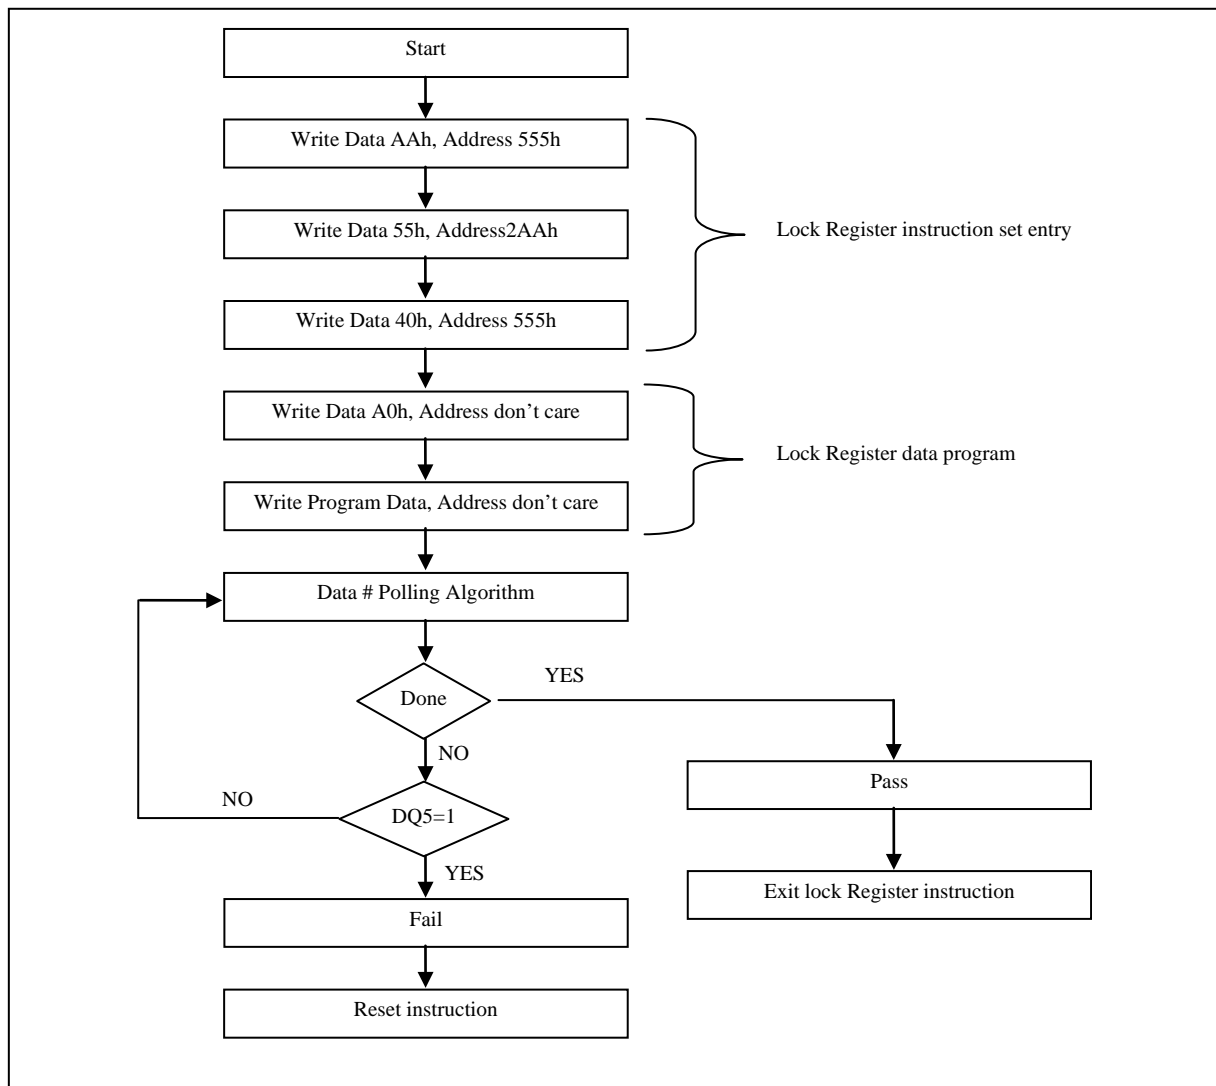 Start
Write Data AAh, Address 555h
Write Data 55h, Address2AAh
Lock Register instruction set entry
Write Data 40h, Address 555h
Write Data A0h, Address don’t care
Lock Register data program
Write Program Data, Address don’t care
Data # Polling Algorithm
Done
YES
NO
Pass
NO
DQ5=1
YES
Exit lock Register instruction
Fail
Reset instruction